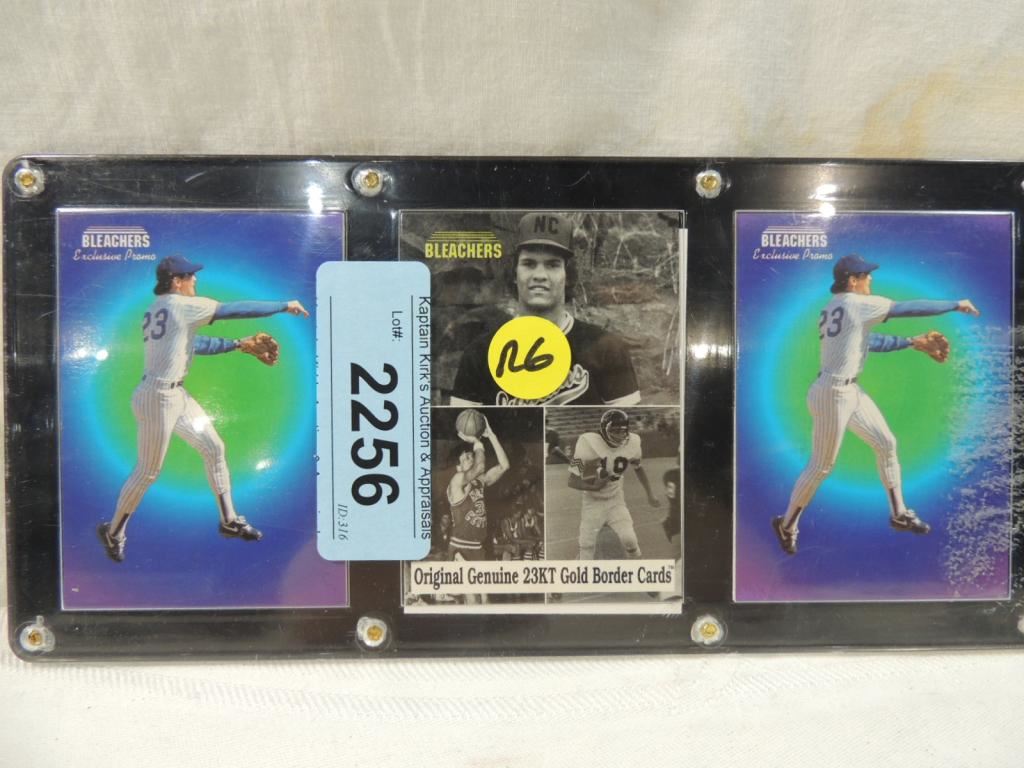 BLEACHERS
Exclusive Promo
23
Kaptain Kirk's Auction & Appraisals
Lot#:
2256
ID:316
BLEACHERS
NC
R6
19
Original Genuine 23KT Gold Border Cards™
BLEACHERS
Exclusive Promo
23